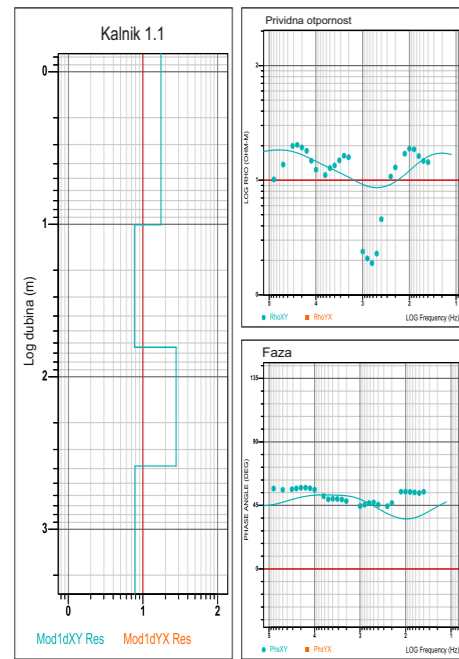 Kalnik 1.1
Log dubina (m)
0
1
2
3
0 1 2
Mod1dXY Res Mod1dYX Res
Prividna otpornost
LOG RHO (OHM-M)
2
1
0
5 4 3 2 1
RhoXY RhoYX LOG Frequency (Hz)
Faza
PHASE ANGLE (DEG)
135
90
45
0
5 4 3 2 1
PhsXY PhsYX LOG Frequency (Hz)